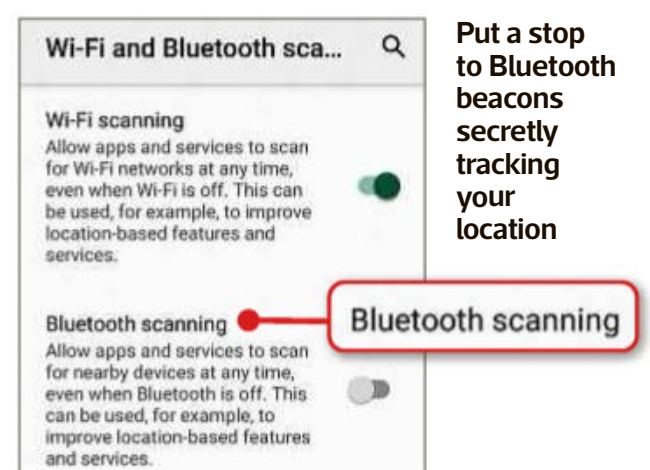 Wi-Fi and Bluetooth sca...
Wi-Fi scanning
Allow apps and services to scan
for Wi-Fi networks at any time,
even when Wi-Fi is off. This can
be used, for example, to improve
location-based features and
services.
Bluetooth scanning
Allow apps and services to scan
for nearby devices at any time,
even when Bluetooth is off. This
can be used, for example, to
improve location-based features
and services.
Bluetooth scanning
Put a stop
to Bluetooth
beacons
secretly
tracking
your
location